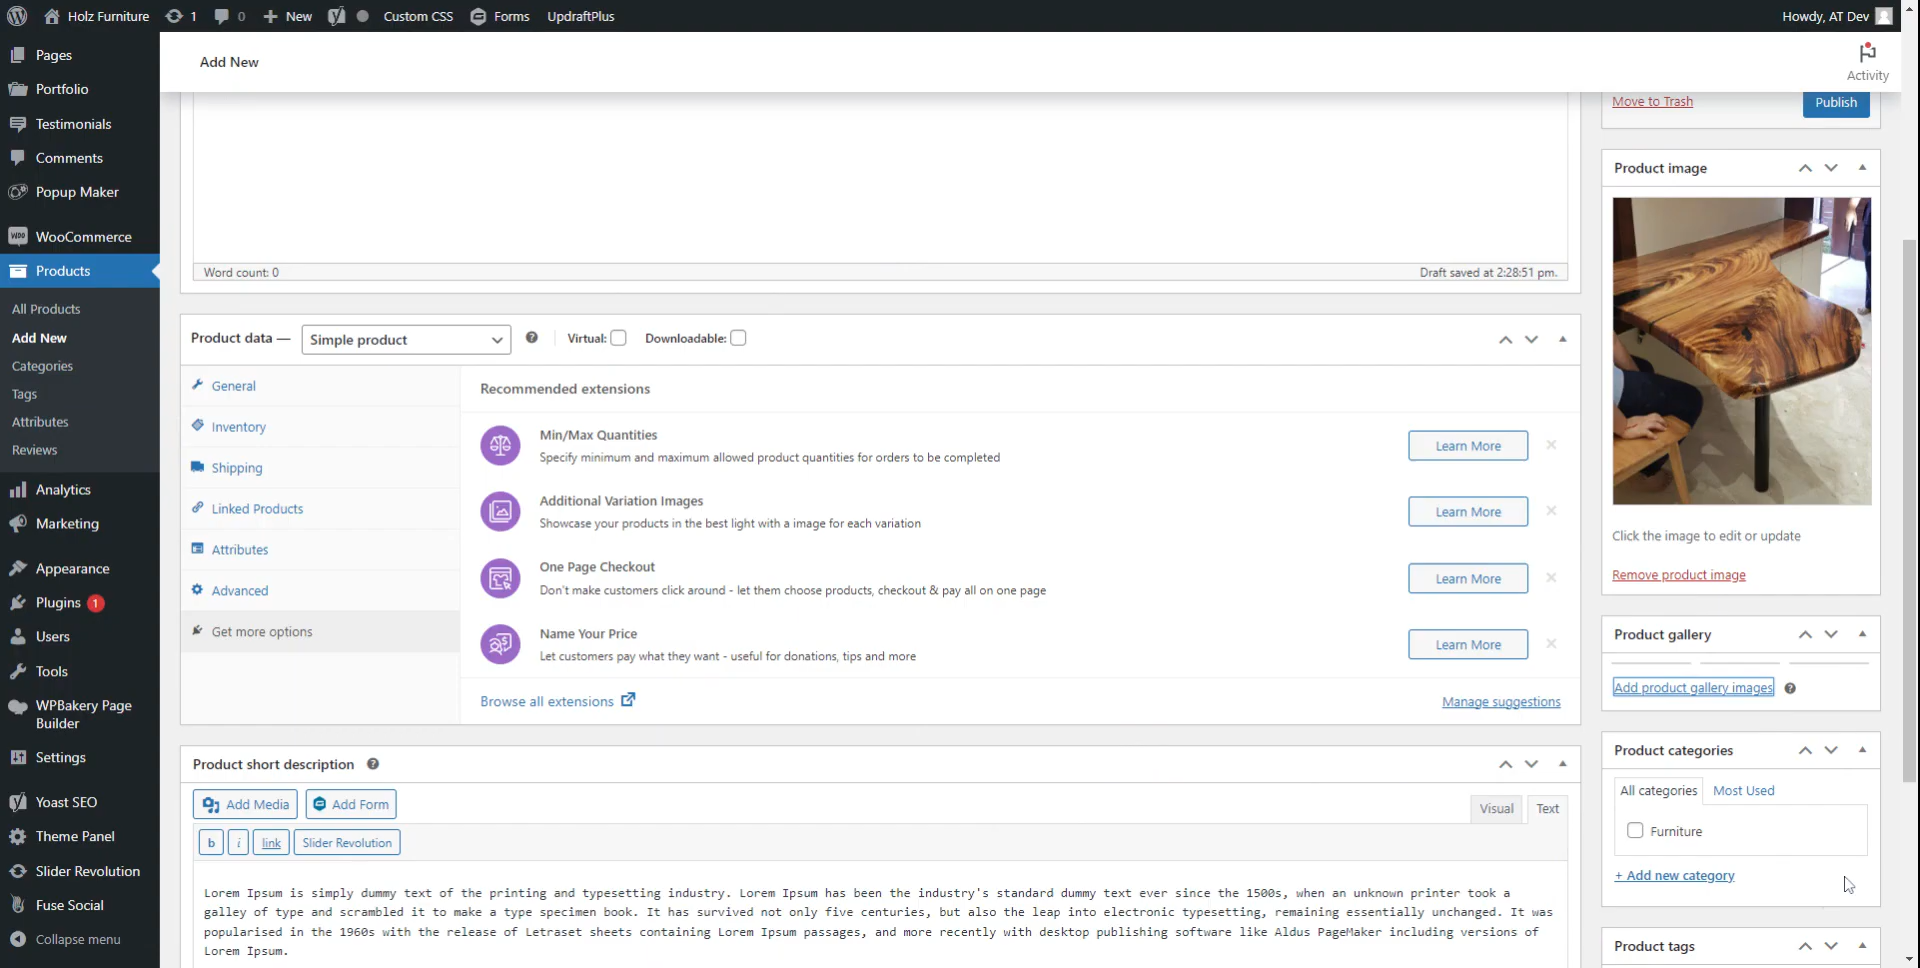 Holz Furniture
1
0
New
Custom CSS
Forms
UpdraftPlus
Howdy, AT Dev
Pages
Portfolio
Testimonials
Comments
Popup Maker
WooCommerce
Products
All Products
Add New
Categories
Tags
Attributes
Reviews
Analytics
Marketing
Appearance
Plugins 1
Users
Tools
WPBakery Page
Builder
Settings
Yoast SEO
Theme Panel
Slider Revolution
Fuse Social
Collapse menu
Add New
Activity
Word count: 0
Draft saved at 2:28:51 pm.
Product data —
Simple product
Virtual:
Downloadable:
General
Inventory
Shipping
Linked Products
Attributes
Advanced
Get more options
Recommended extensions
Min/Max Quantities
Specify minimum and maximum allowed product quantities for orders to be completed
Learn More
Additional Variation Images
Showcase your products in the best light with a image for each variation
Learn More
One Page Checkout
Don't make customers click around - let them choose products, checkout & pay all on one page
Learn More
Name Your Price
Let customers pay what they want - useful for donations, tips and more
Learn More
Browse all extensions
Manage suggestions
Product short description
Add Media
Add Form
Visual
Text
b
i
link
Slider Revolution
Lorem Ipsum is simply dummy text of the printing and typesetting industry. Lorem Ipsum has been the industry's standard dummy text ever since the 1500s, when an unknown printer took a
galley of type and scrambled it to make a type specimen book. It has survived not only five centuries, but also the leap into electronic typesetting, remaining essentially unchanged. It was
popularised in the 1960s with the release of Letraset sheets containing Lorem Ipsum passages, and more recently with desktop publishing software like Aldus PageMaker including versions of
Lorem Ipsum.
Move to Trash
Publish
Product image
Click the image to edit or update
Remove product image
Product gallery
Add product gallery images
Product categories
All categories
Most Used
Furniture
+ Add new category
Product tags